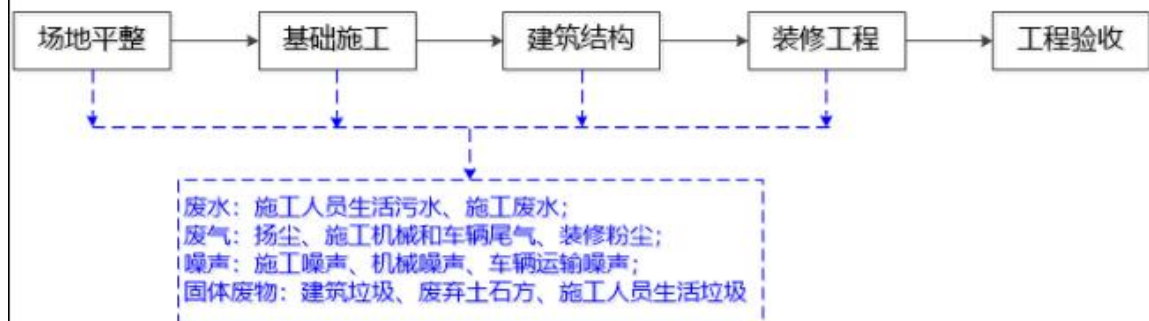 场地平整
基础施工
建筑结构
装修工程
工程验收
废水：施工人员生活污水、施工废水；
废气：扬尘、施工机械和车辆尾气、装修粉尘；
噪声：施工噪声、机械噪声、车辆运输噪声；
固体废物：建筑垃圾、废弃土石方、施工人员生活垃圾